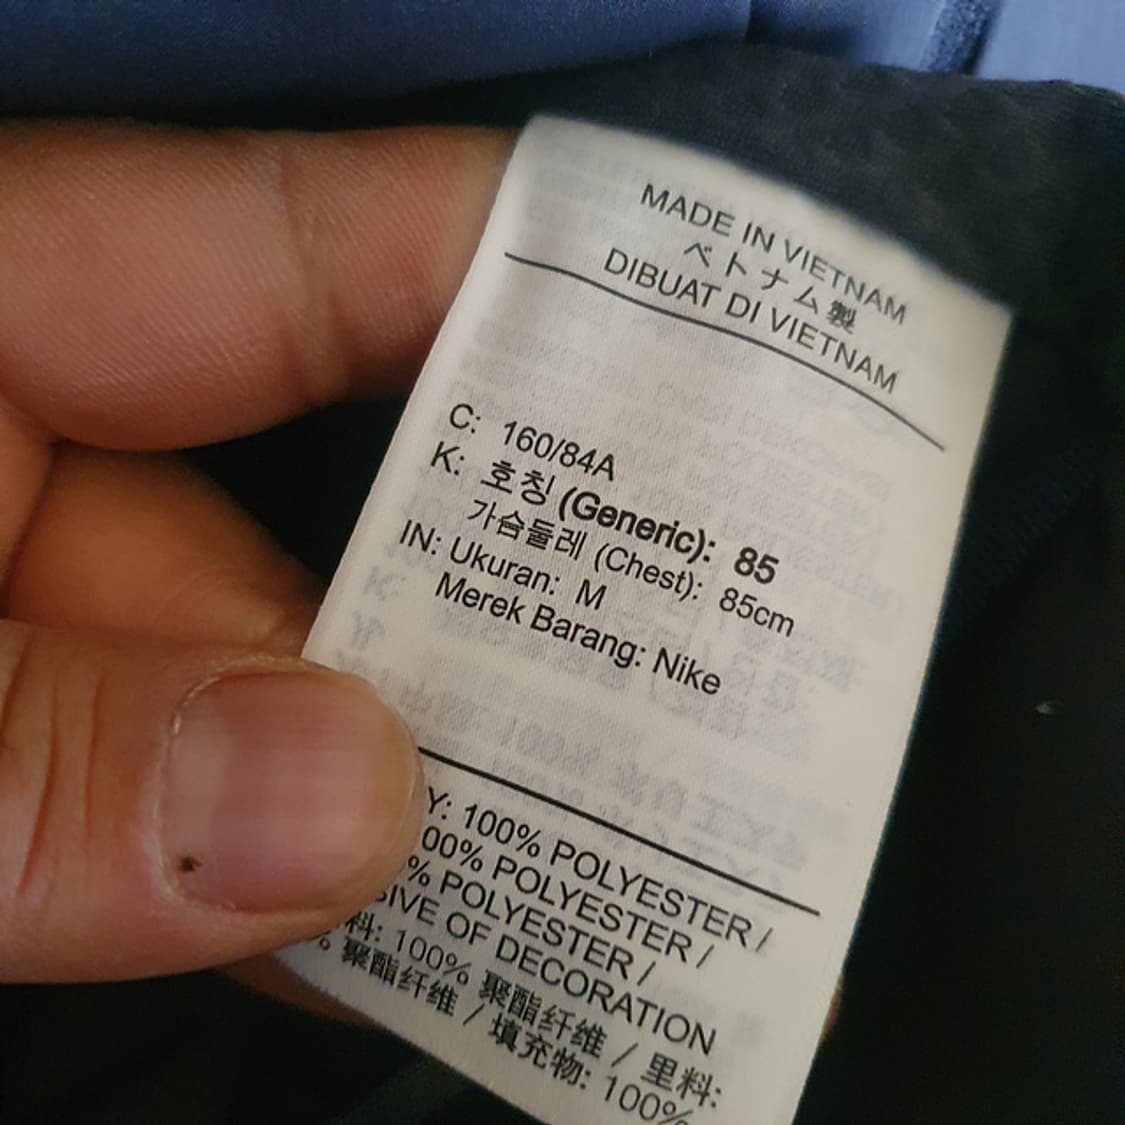 MADE IN VIETNAM
ベトナム製
DIBUAT DI VIETNAM
C: 160/84A
K: 호칭 (Generic): 85
가슴둘레 (Chest): 85cm
IN: Ukuran: M
Merek Barang: Nike
Y: 100% POLYESTER /
00% POLYESTER /
% POLYESTER /
SIVE OF DECORATION
料: 100% 聚酯纤维 / 里料:
% 聚酯纤维 / 填充物: 100%